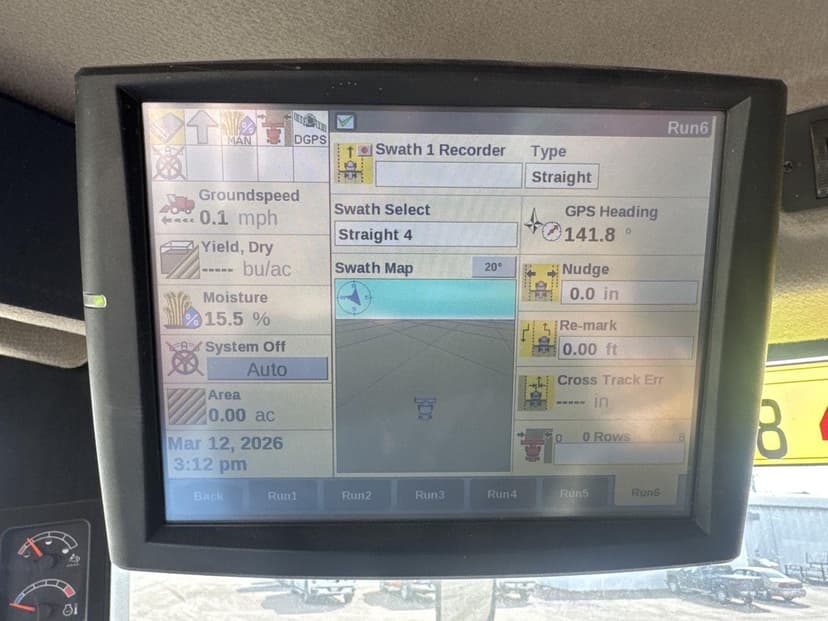 Run6
MAN
DGPS
Groundspeed
0.1 mph
Yield, Dry
----- bu/ac
Moisture
15.5 %
System Off
Auto
Area
0.00 ac
Mar 12, 2026
3:12 pm
Swath 1 Recorder
Type
Straight
Swath Select
Straight 4
Swath Map
20°
GPS Heading
141.8 °
Nudge
0.0 in
Re-mark
0.00 ft
Cross Track Err
----- in
0 0 Rows 8
Back Run1 Run2 Run3 Run4 Run5 Run6
8